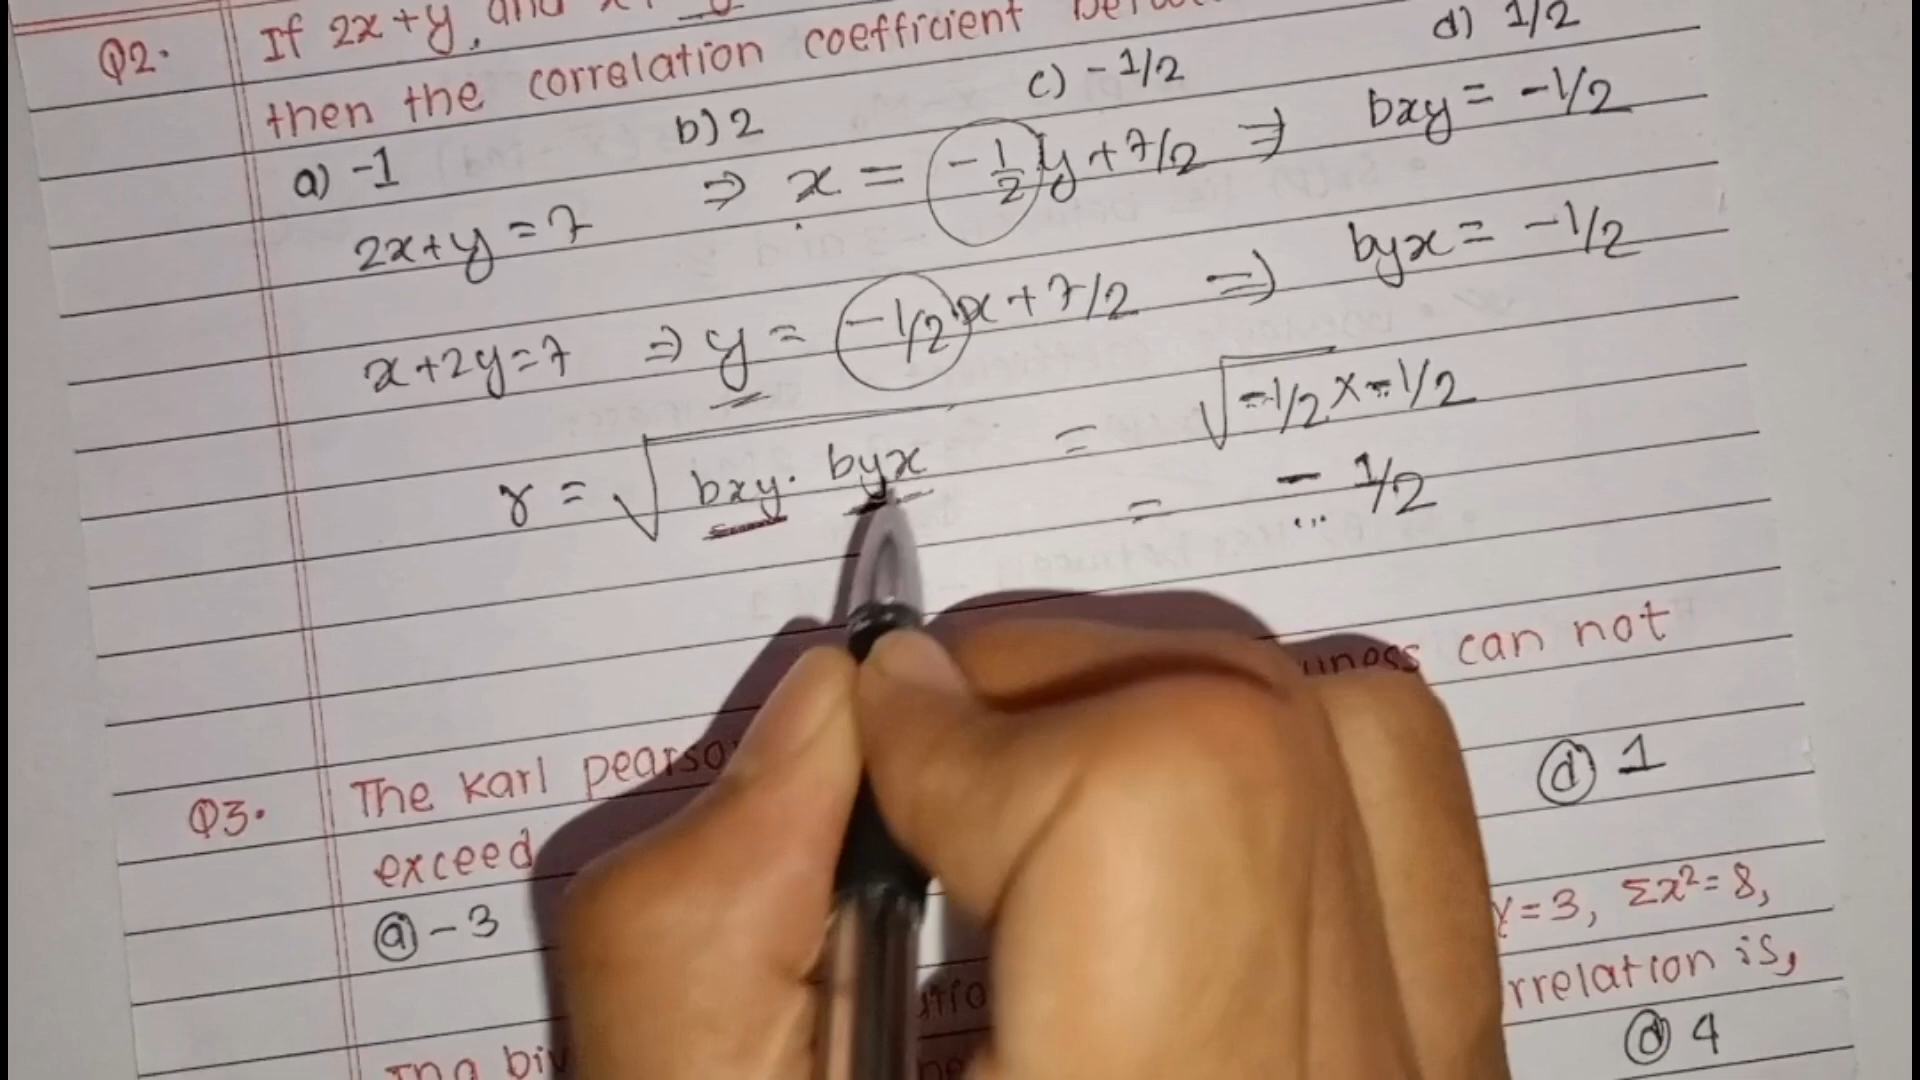 Q2. If 2x+y, and
then the correlation coefficient
a) -1 b) 2 c) -1/2 d) 1/2
2x+y=7 ⇒ x = -1/2 y + 7/2 ⇒ bxy = -1/2
x+2y=7 ⇒ y = -1/2 x + 7/2 ⇒ byx = -1/2
r = √bxy. byx = √-1/2 x -1/2
= - 1/2
Q3. The Karl pearso can not
exceed
a -3 d 1
=3, Σx²=8,
rrelation is,
d 4